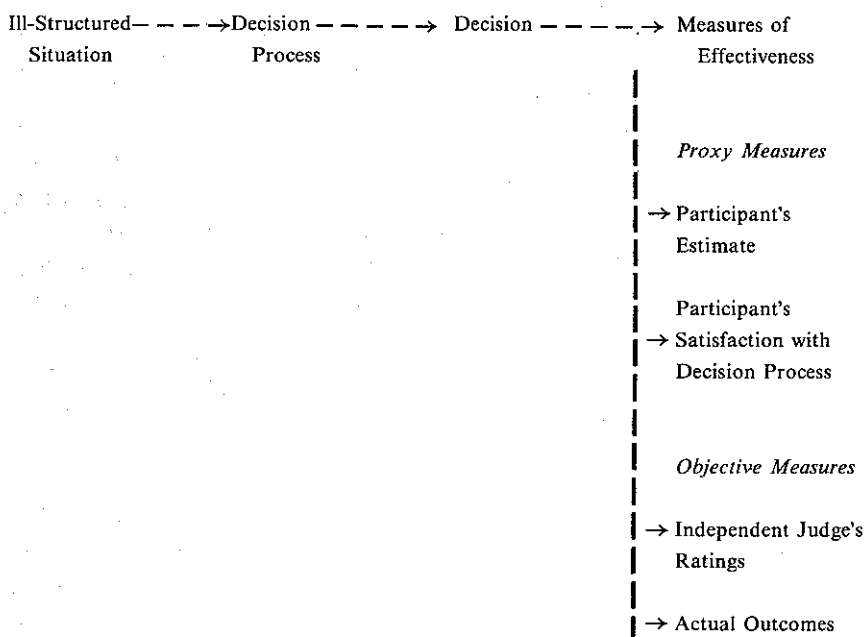 Ill-Structured Decision Decision Measures of
Situation Process Effectiveness
Proxy Measures
Participant's
Estimate
Participant's
Satisfaction with
Decision Process
Objective Measures
Independent Judge's
Ratings
Actual Outcomes